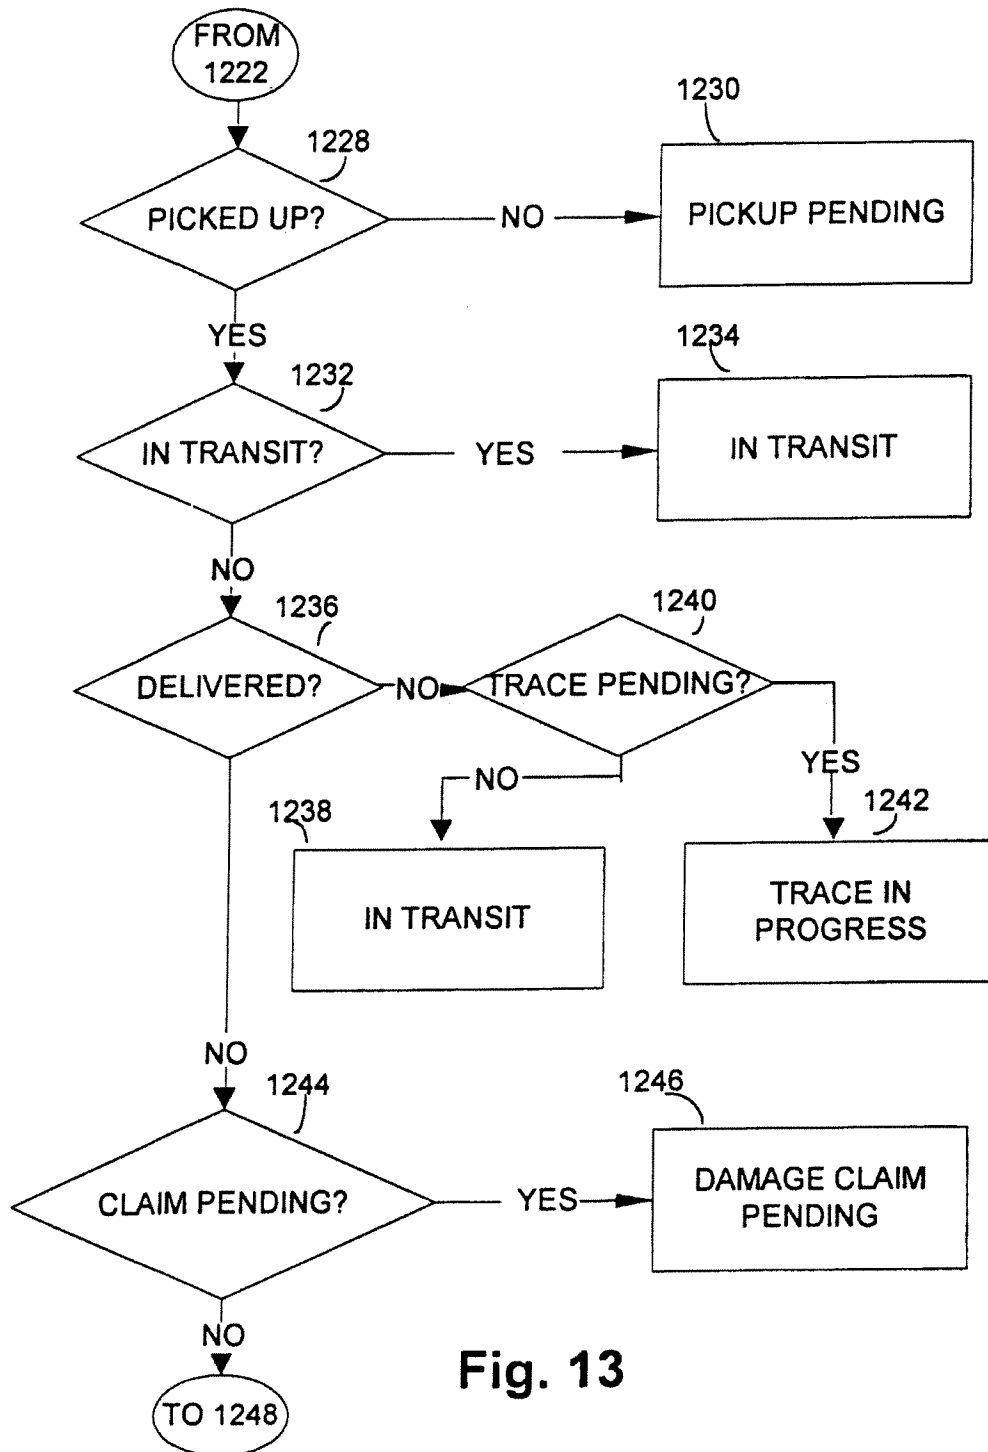 FROM
1222
1228
PICKED UP?
NO
1230
PICKUP PENDING
YES
1232
IN TRANSIT?
YES
1234
IN TRANSIT
NO
1236
DELIVERED?
NO
1240
TRACE PENDING?
NO
YES
1238
IN TRANSIT
1242
TRACE IN
PROGRESS
NO
1244
CLAIM PENDING?
YES
1246
DAMAGE CLAIM
PENDING
NO
TO 1248
Fig. 13